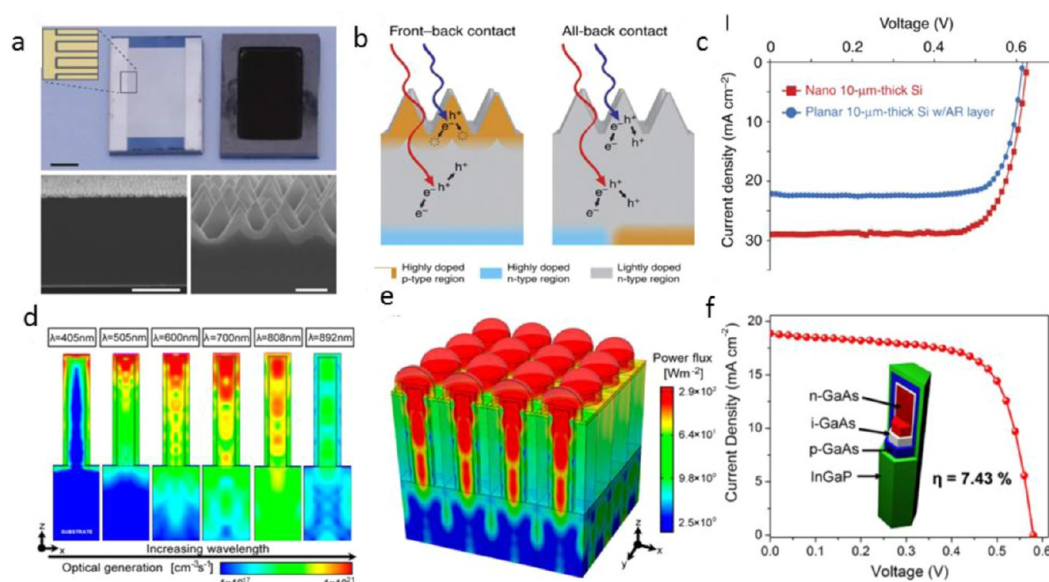 a
b
Front–back contact
All-back contact
h⁺
e⁻
h⁺
e⁻
e⁻
h⁺
e⁻
h⁺
e⁻
h⁺
e⁻
h⁺
Highly doped
p-type region
Highly doped
n-type region
Lightly doped
n-type region
c
Voltage (V)
0
0.2
0.4
0.6
0
10
20
30
Current density (mA cm⁻²)
Nano 10-µm-thick Si
Planar 10-µm-thick Si w/AR layer
d
λ=405nm
λ=505nm
λ=600nm
λ=700nm
λ=808nm
λ=892nm
SUBSTRATE
z
x
Increasing wavelength
Optical generation [cm⁻³s⁻¹]
e
Power flux
[Wm⁻²]
2.9×10²
6.4×10¹
9.8×10⁰
2.5×10⁰
z
y
x
f
Current Density (mA cm⁻²)
20
15
10
5
0
n-GaAs
i-GaAs
p-GaAs
InGaP
η = 7.43 %
0.0
0.1
0.2
0.3
0.4
0.5
0.6
Voltage (V)